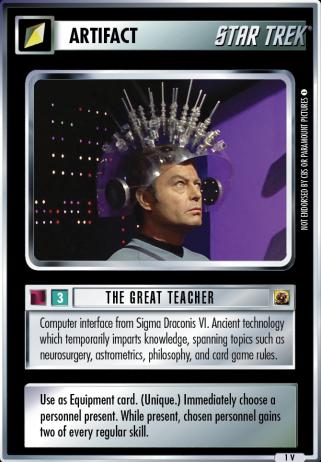 ARTIFACT
STAR TREK
NOT ENDORSED BY CBS OR PARAMOUNT PICTURES
3
THE GREAT TEACHER
Computer interface from Sigma Draconis VI. Ancient technology
which temporarily imparts knowledge, spanning topics such as
neurosurgery, astrometrics, philosophy, and card game rules.
Use as Equipment card. (Unique.) Immediately choose a
personnel present. While present, chosen personnel gains
two of every regular skill.
1 V